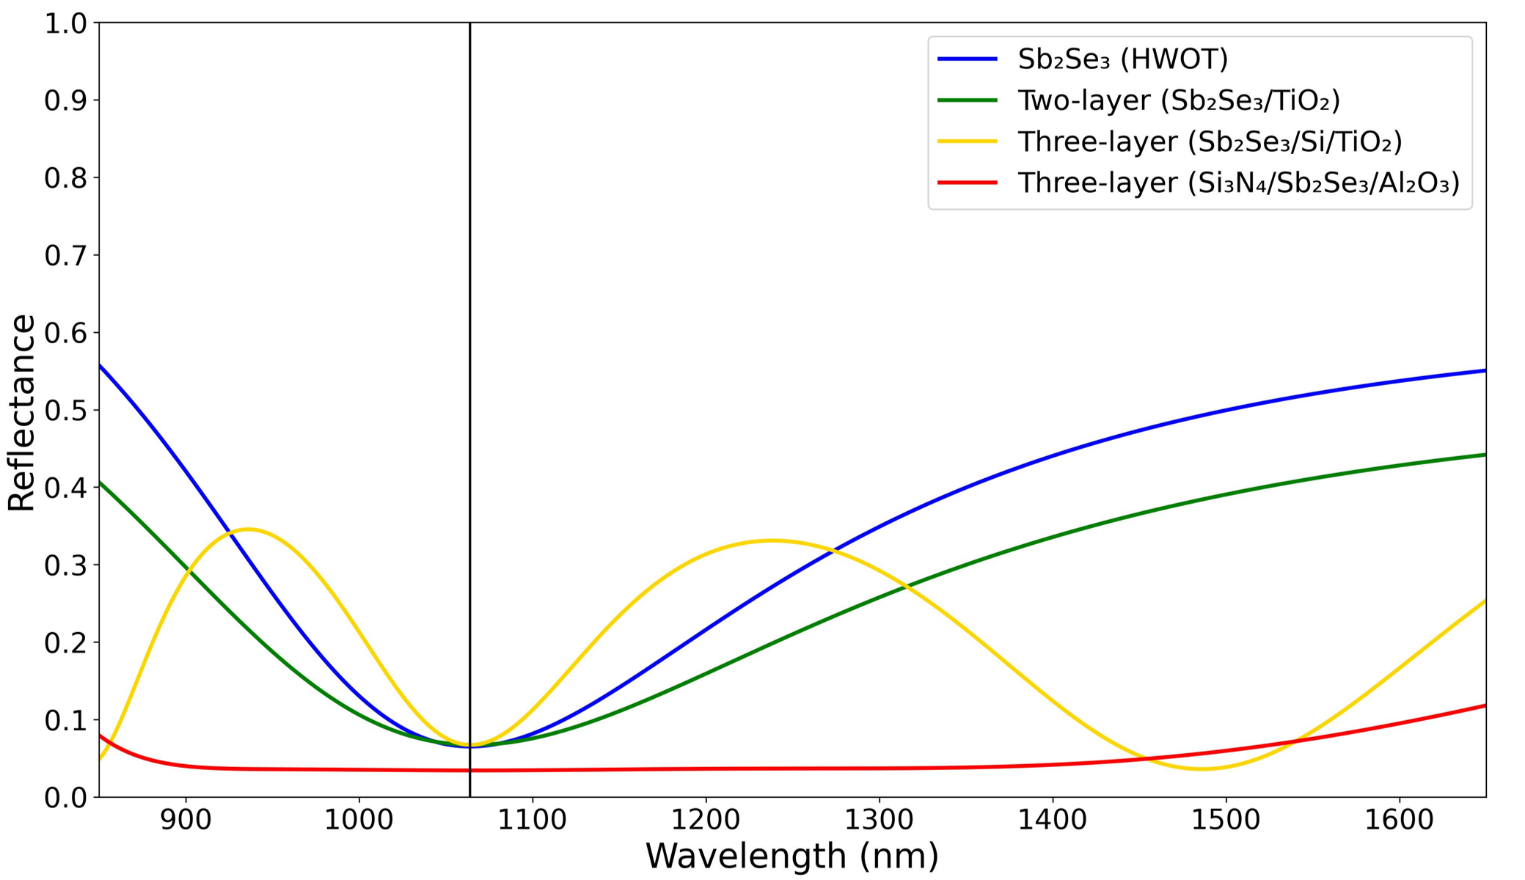 1.0
0.9
0.8
0.7
0.6
0.5
0.4
0.3
0.2
0.1
0.0
Reflectance
Sb₂Se₃ (HWOT)
Two-layer (Sb₂Se₃/TiO₂)
Three-layer (Sb₂Se₃/Si/TiO₂)
Three-layer (Si₃N₄/Sb₂Se₃/Al₂O₃)
900 1000 1100 1200 1300 1400 1500 1600
Wavelength (nm)